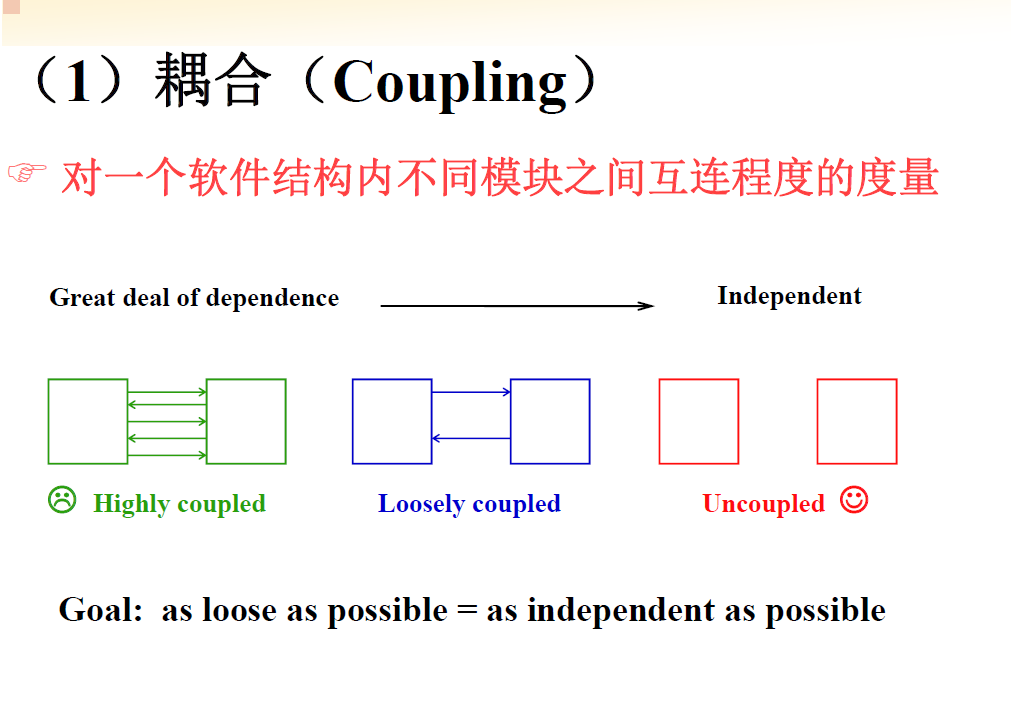 （1）耦合（Coupling）
对一个软件结构内不同模块之间互连程度的度量
Great deal of dependence
Independent
Highly coupled
Loosely coupled
Uncoupled
Goal: as loose as possible = as independent as possible